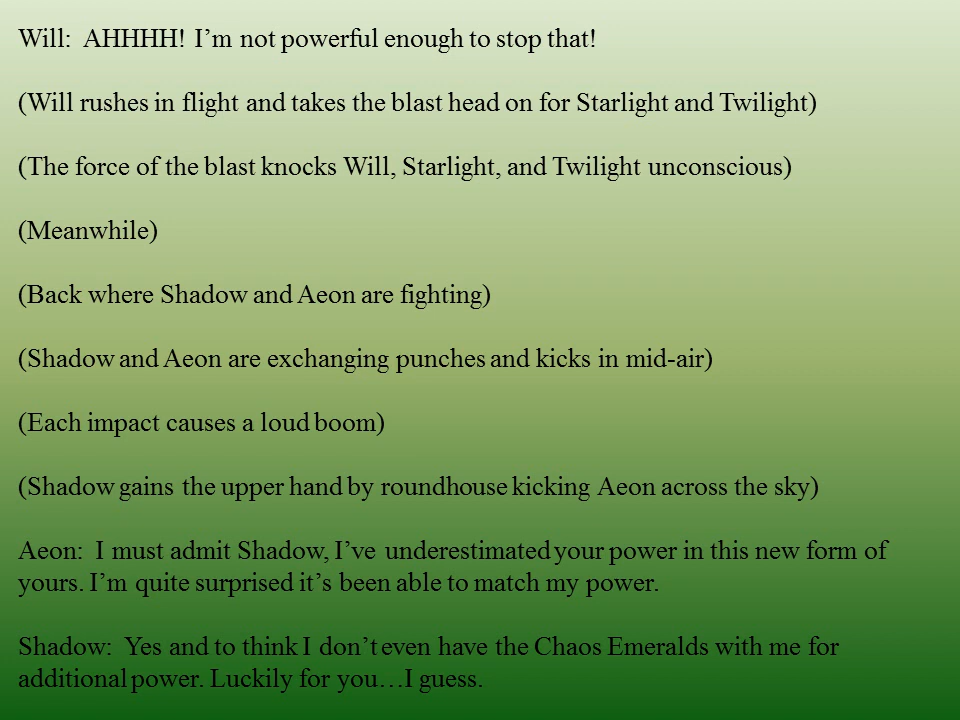 Will:  AHHHH! I’m not powerful enough to stop that!
(Will rushes in flight and takes the blast head on for Starlight and Twilight)
(The force of the blast knocks Will, Starlight, and Twilight unconscious)
(Meanwhile)
(Back where Shadow and Aeon are fighting)
(Shadow and Aeon are exchanging punches and kicks in mid-air)
(Each impact causes a loud boom)
(Shadow gains the upper hand by roundhouse kicking Aeon across the sky)
Aeon:  I must admit Shadow, I’ve underestimated your power in this new form of
yours. I’m quite surprised it’s been able to match my power.
Shadow:  Yes and to think I don’t even have the Chaos Emeralds with me for
additional power. Luckily for you…I guess.